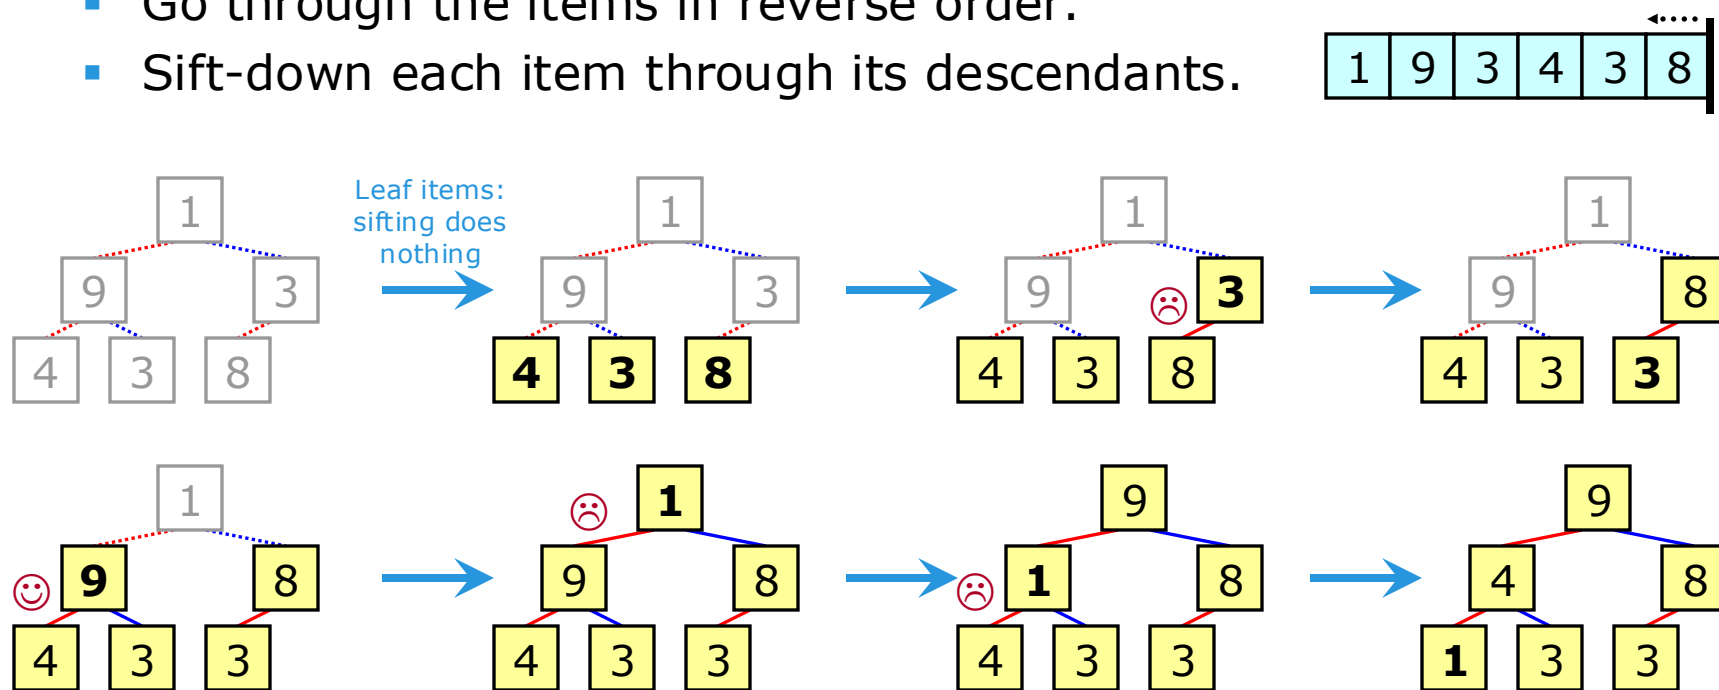 ▪ Go through the items in reverse order.
▪ Sift-down each item through its descendants.
1 9 3 4 3 8
Leaf items:
sifting does
nothing
1 1 1 1
9 3 9 3 9 3 9 8
4 3 8 4 3 8 4 3 8 4 3 3
1 1 9 9
9 8 9 8 1 8 4 8
4 3 3 4 3 3 4 3 3 1 3 3